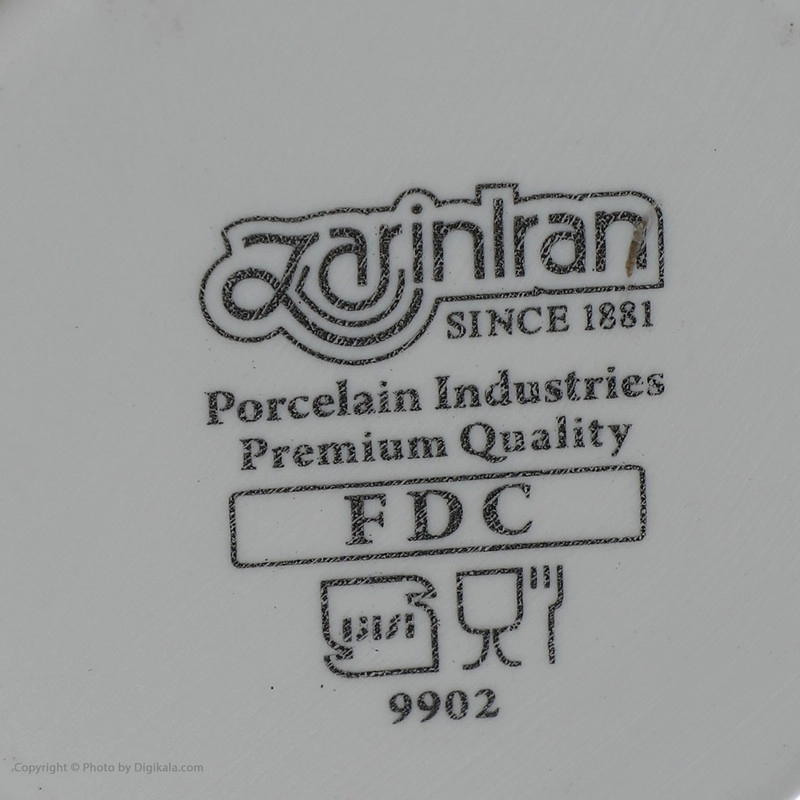 ZarinIran
SINCE 1881
Porcelain Industries
Premium Quality
FDC
9902
.Copyright © Photo by Digikala.com